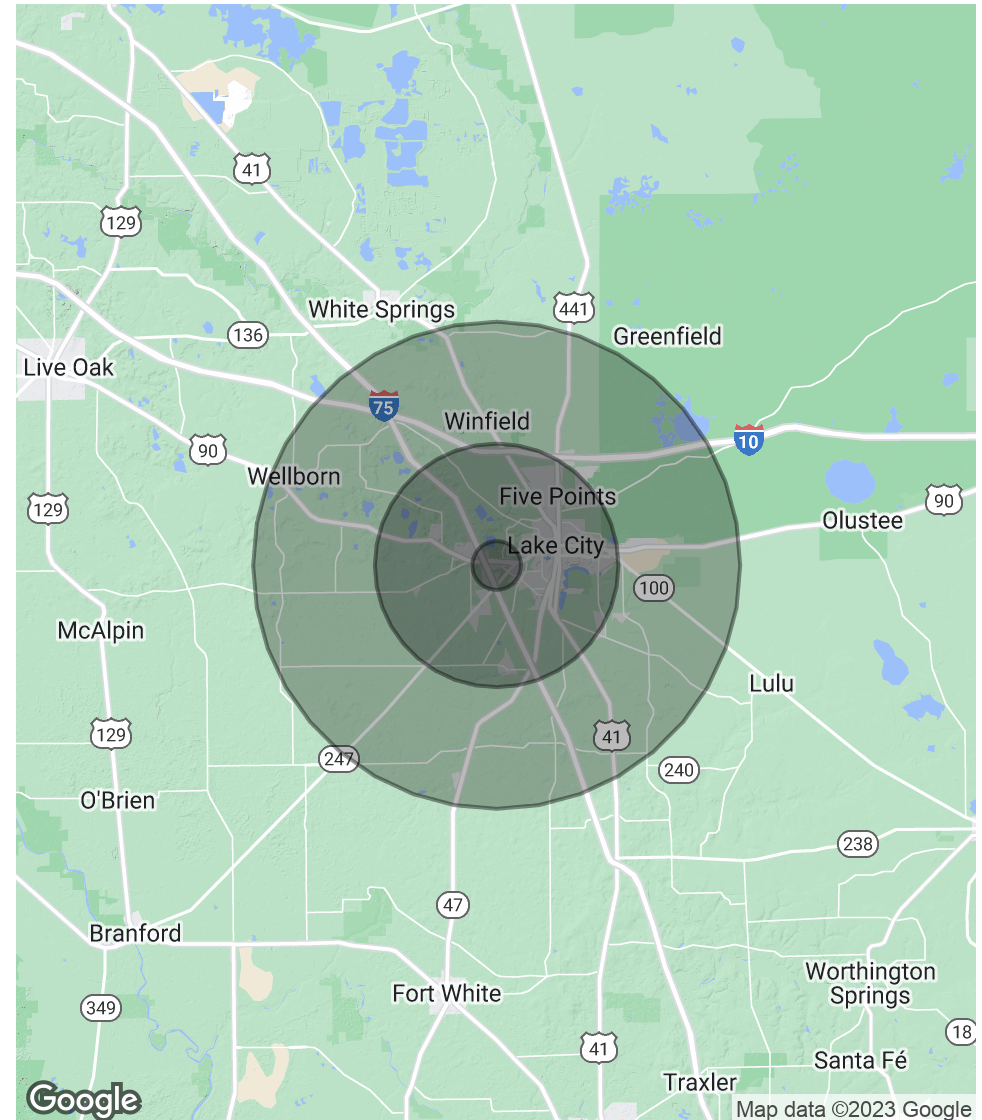 41
129
441
White Springs
136
Greenfield
Live Oak
75
Winfield
10
90
Wellborn
Five Points
90
129
Olustee
Lake City
100
McAlpin
Lulu
129
41
247
240
O'Brien
238
47
Branford
Worthington
Springs
Fort White
349
18
41
Santa Fé
Traxler
Google
Map data ©2023 Google